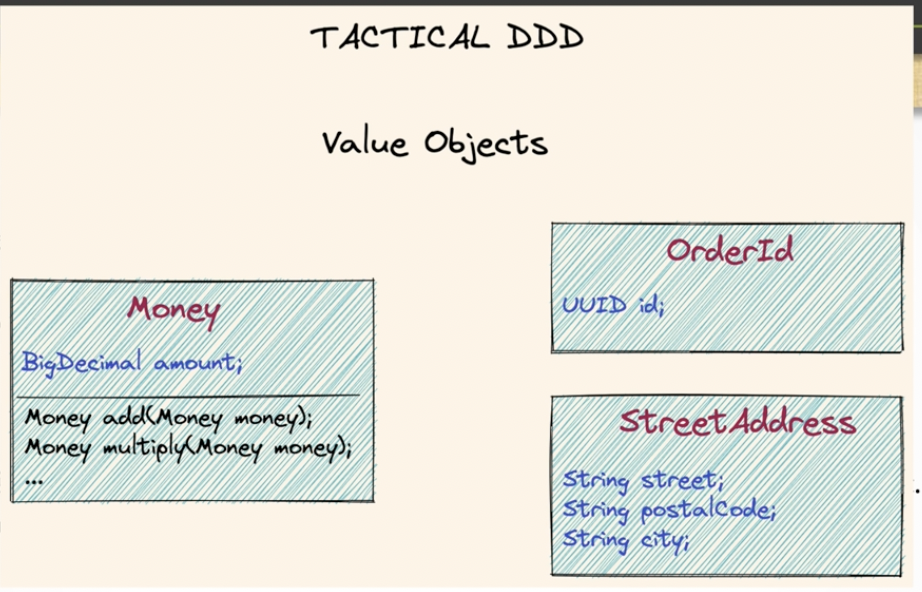 TACTICAL DDD
Value Objects
Money
BigDecimal amount;
Money add(Money money);
Money multiply(Money money);
...
OrderId
UUID id;
StreetAddress
String street;
String postalCode;
String city;